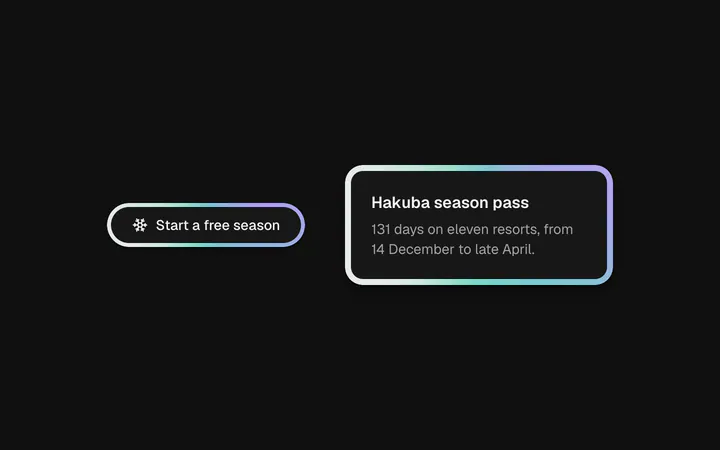 Start a free season
Hakuba season pass
131 days on eleven resorts, from
14 December to late April.